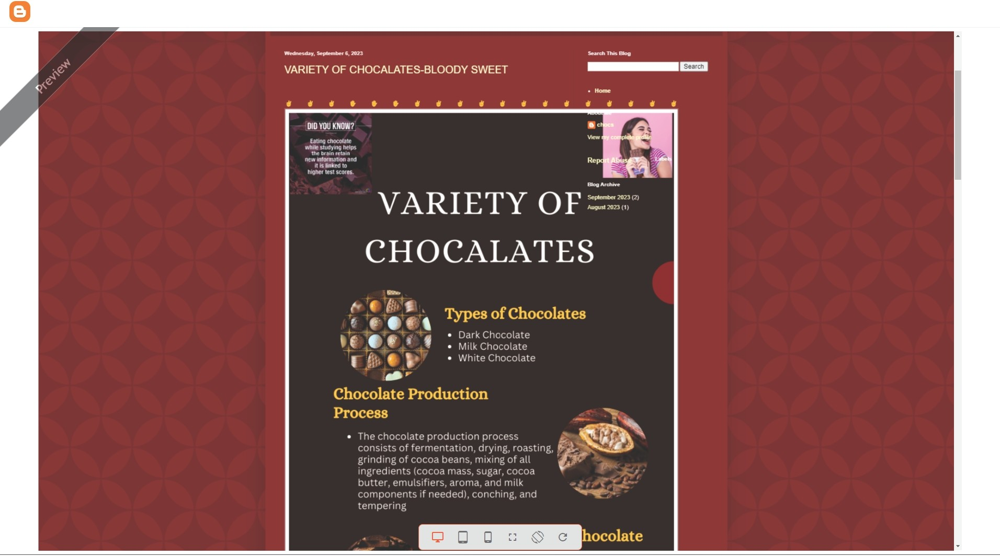 Preview
Wednesday, September 6, 2023
VARIETY OF CHOCALATES-BLOODY SWEET
Search This Blog
Search
Home
DID YOU KNOW?
Eating chocolate
while studying helps
the brain retain
new information and
it is linked to
higher test scores.
About me
chocs
View my complete profile
Report Abuse
Labels
Blog Archive
September 2023 (2)
August 2023 (1)
VARIETY OF
CHOCALATES
Types of Chocolates
Dark Chocolate
Milk Chocolate
White Chocolate
Chocolate Production
Process
The chocolate production process
consists of fermentation, drying, roasting,
grinding of cocoa beans, mixing of all
ingredients (cocoa mass, sugar, cocoa
butter, emulsifiers, aroma, and milk
components if needed), conching, and
tempering
hocolate